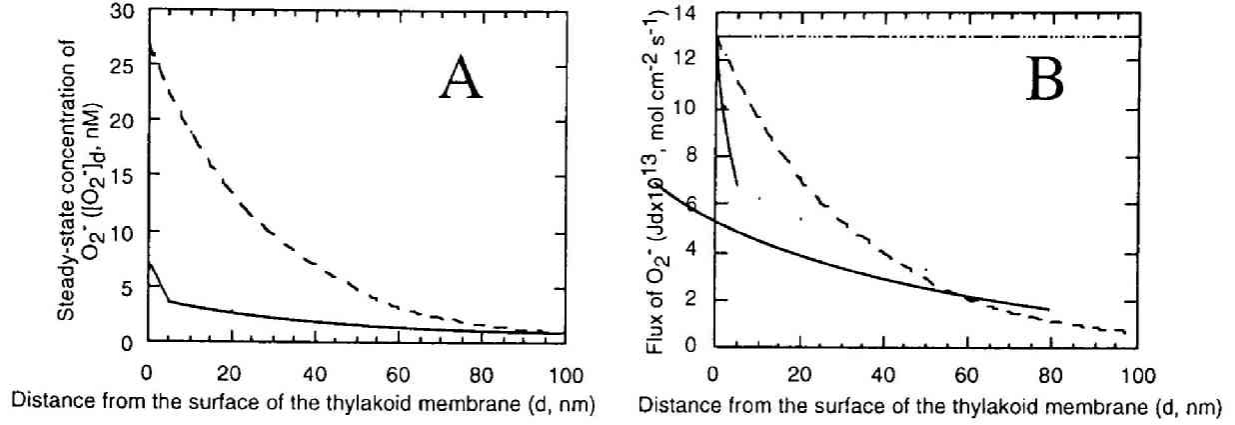 30
25
20
15
10
5
0
Steady-state concentration of
O₂⁻ ([O₂⁻]d, nM)
A
0 20 40 60 80 100
Distance from the surface of the thylakoid membrane (d, nm)
14
12
10
8
6
4
2
0
Flux of O₂⁻ (Jdx10¹³, mol cm⁻² s⁻¹)
B
0 20 40 60 80 100
Distance from the surface of the thylakoid membrane (d, nm)